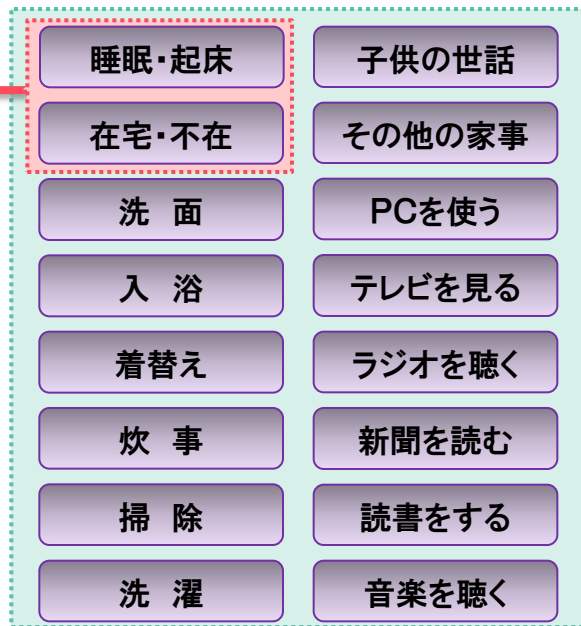 睡眠・起床
在宅・不在
洗 面
入 浴
着替え
炊 事
掃 除
洗 濯
子供の世話
その他の家事
PCを使う
テレビを見る
ラジオを聴く
新聞を読む
読書をする
音楽を聴く